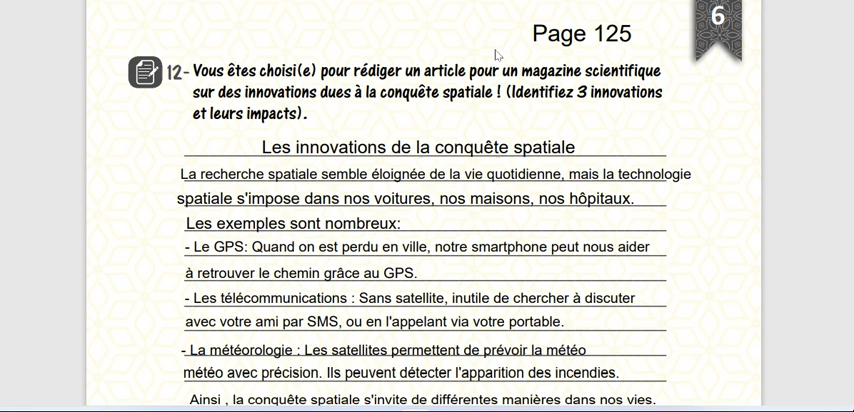 6
Page 125
12- Vous êtes choisi(e) pour rédiger un article pour un magazine scientifique
sur des innovations dues à la conquête spatiale ! (Identifiez 3 innovations
et leurs impacts).
Les innovations de la conquête spatiale
La recherche spatiale semble éloignée de la vie quotidienne, mais la technologie
spatiale s'impose dans nos voitures, nos maisons, nos hôpitaux.
Les exemples sont nombreux:
- Le GPS: Quand on est perdu en ville, notre smartphone peut nous aider
à retrouver le chemin grâce au GPS.
- Les télécommunications : Sans satellite, inutile de chercher à discuter
avec votre ami par SMS, ou en l'appelant via votre portable.
- La météorologie : Les satellites permettent de prévoir la météo
météo avec précision. Ils peuvent détecter l'apparition des incendies.
Ainsi , la conquête spatiale s'invite de différentes manières dans nos vies.